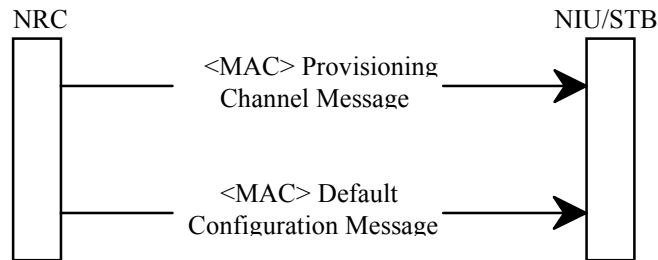 NRC
NIU/STB
<MAC> Provisioning
Channel Message
<MAC> Default
Configuration Message